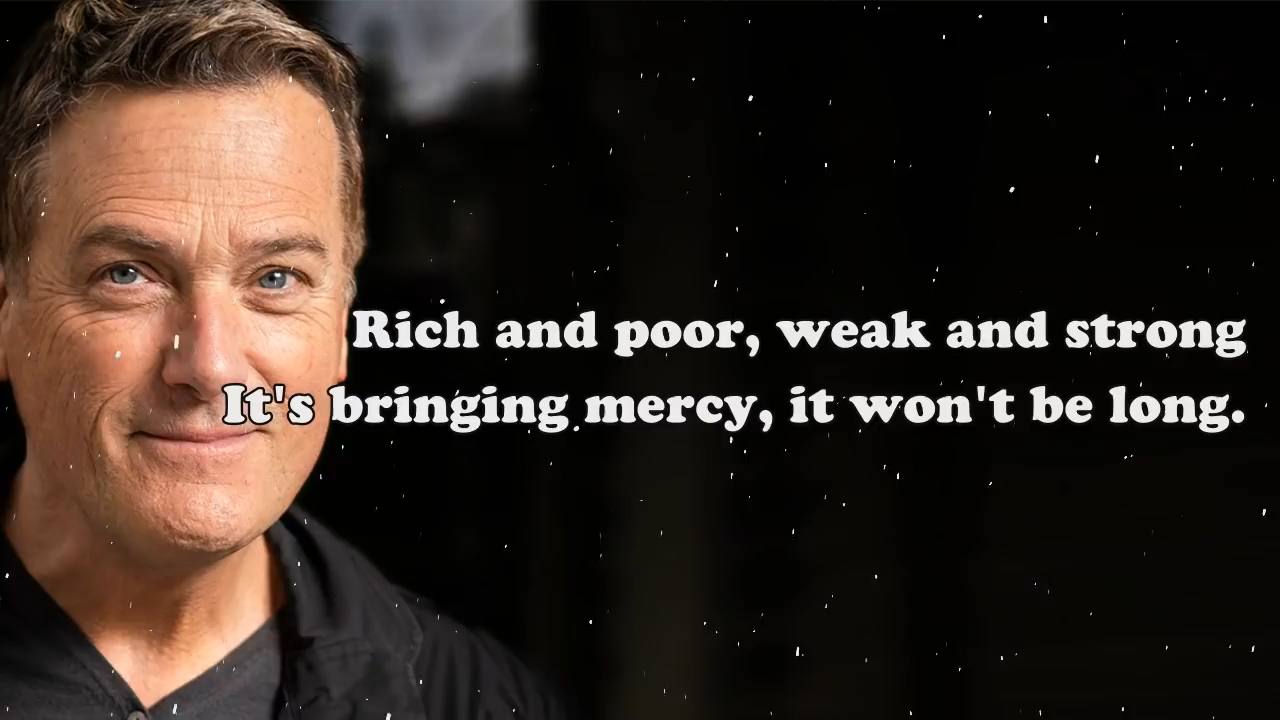 Rich and poor, weak and strong
It's bringing mercy, it won't be long.